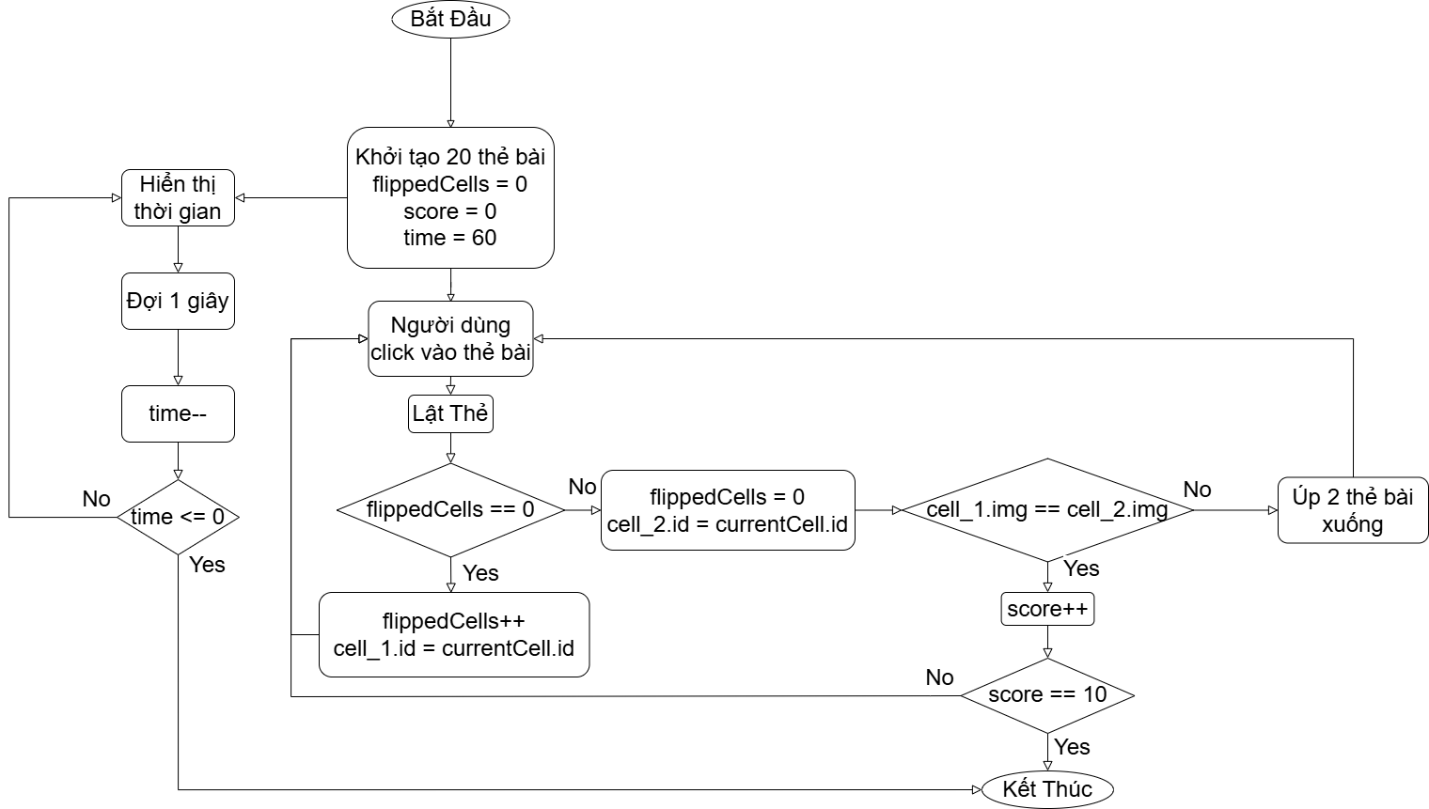 Bắt Đầu
Khởi tạo 20 thẻ bài
flippedCells = 0
score = 0
time = 60
Hiển thị
thời gian
Đợi 1 giây
time--
time <= 0
No
Yes
Người dùng
click vào thẻ bài
Lật Thẻ
flippedCells == 0
No
Yes
flippedCells++
cell_1.id = currentCell.id
flippedCells = 0
cell_2.id = currentCell.id
cell_1.img == cell_2.img
No
Yes
Úp 2 thẻ bài
xuống
score++
score == 10
No
Yes
Kết Thúc